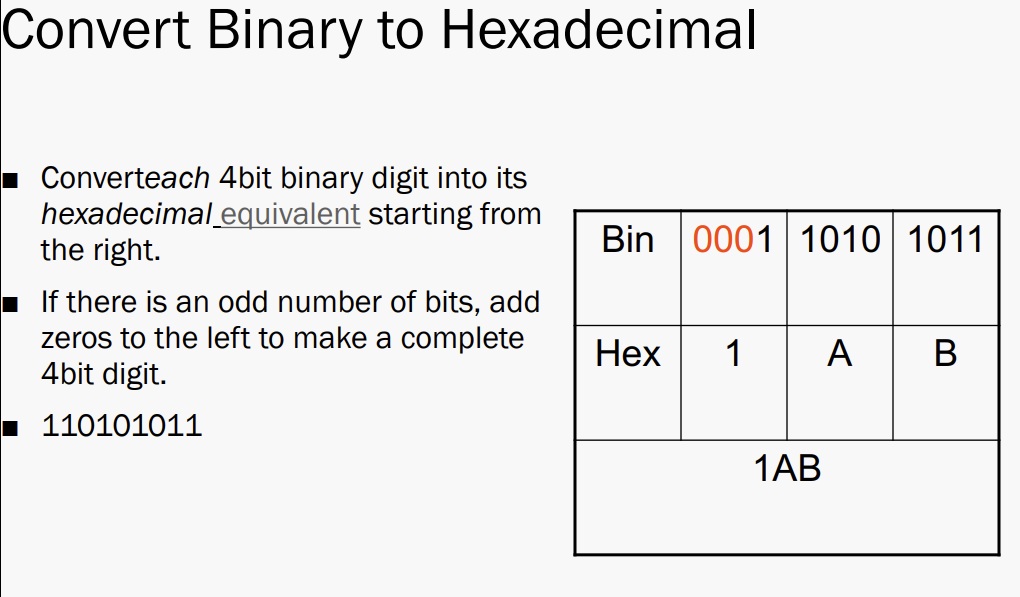 Convert Binary to Hexadecimal
■ Converteach 4bit binary digit into its
hexadecimal equivalent starting from
the right.
■ If there is an odd number of bits, add
zeros to the left to make a complete
4bit digit.
■ 110101011
Bin 0001 1010 1011
Hex 1 A B
1AB